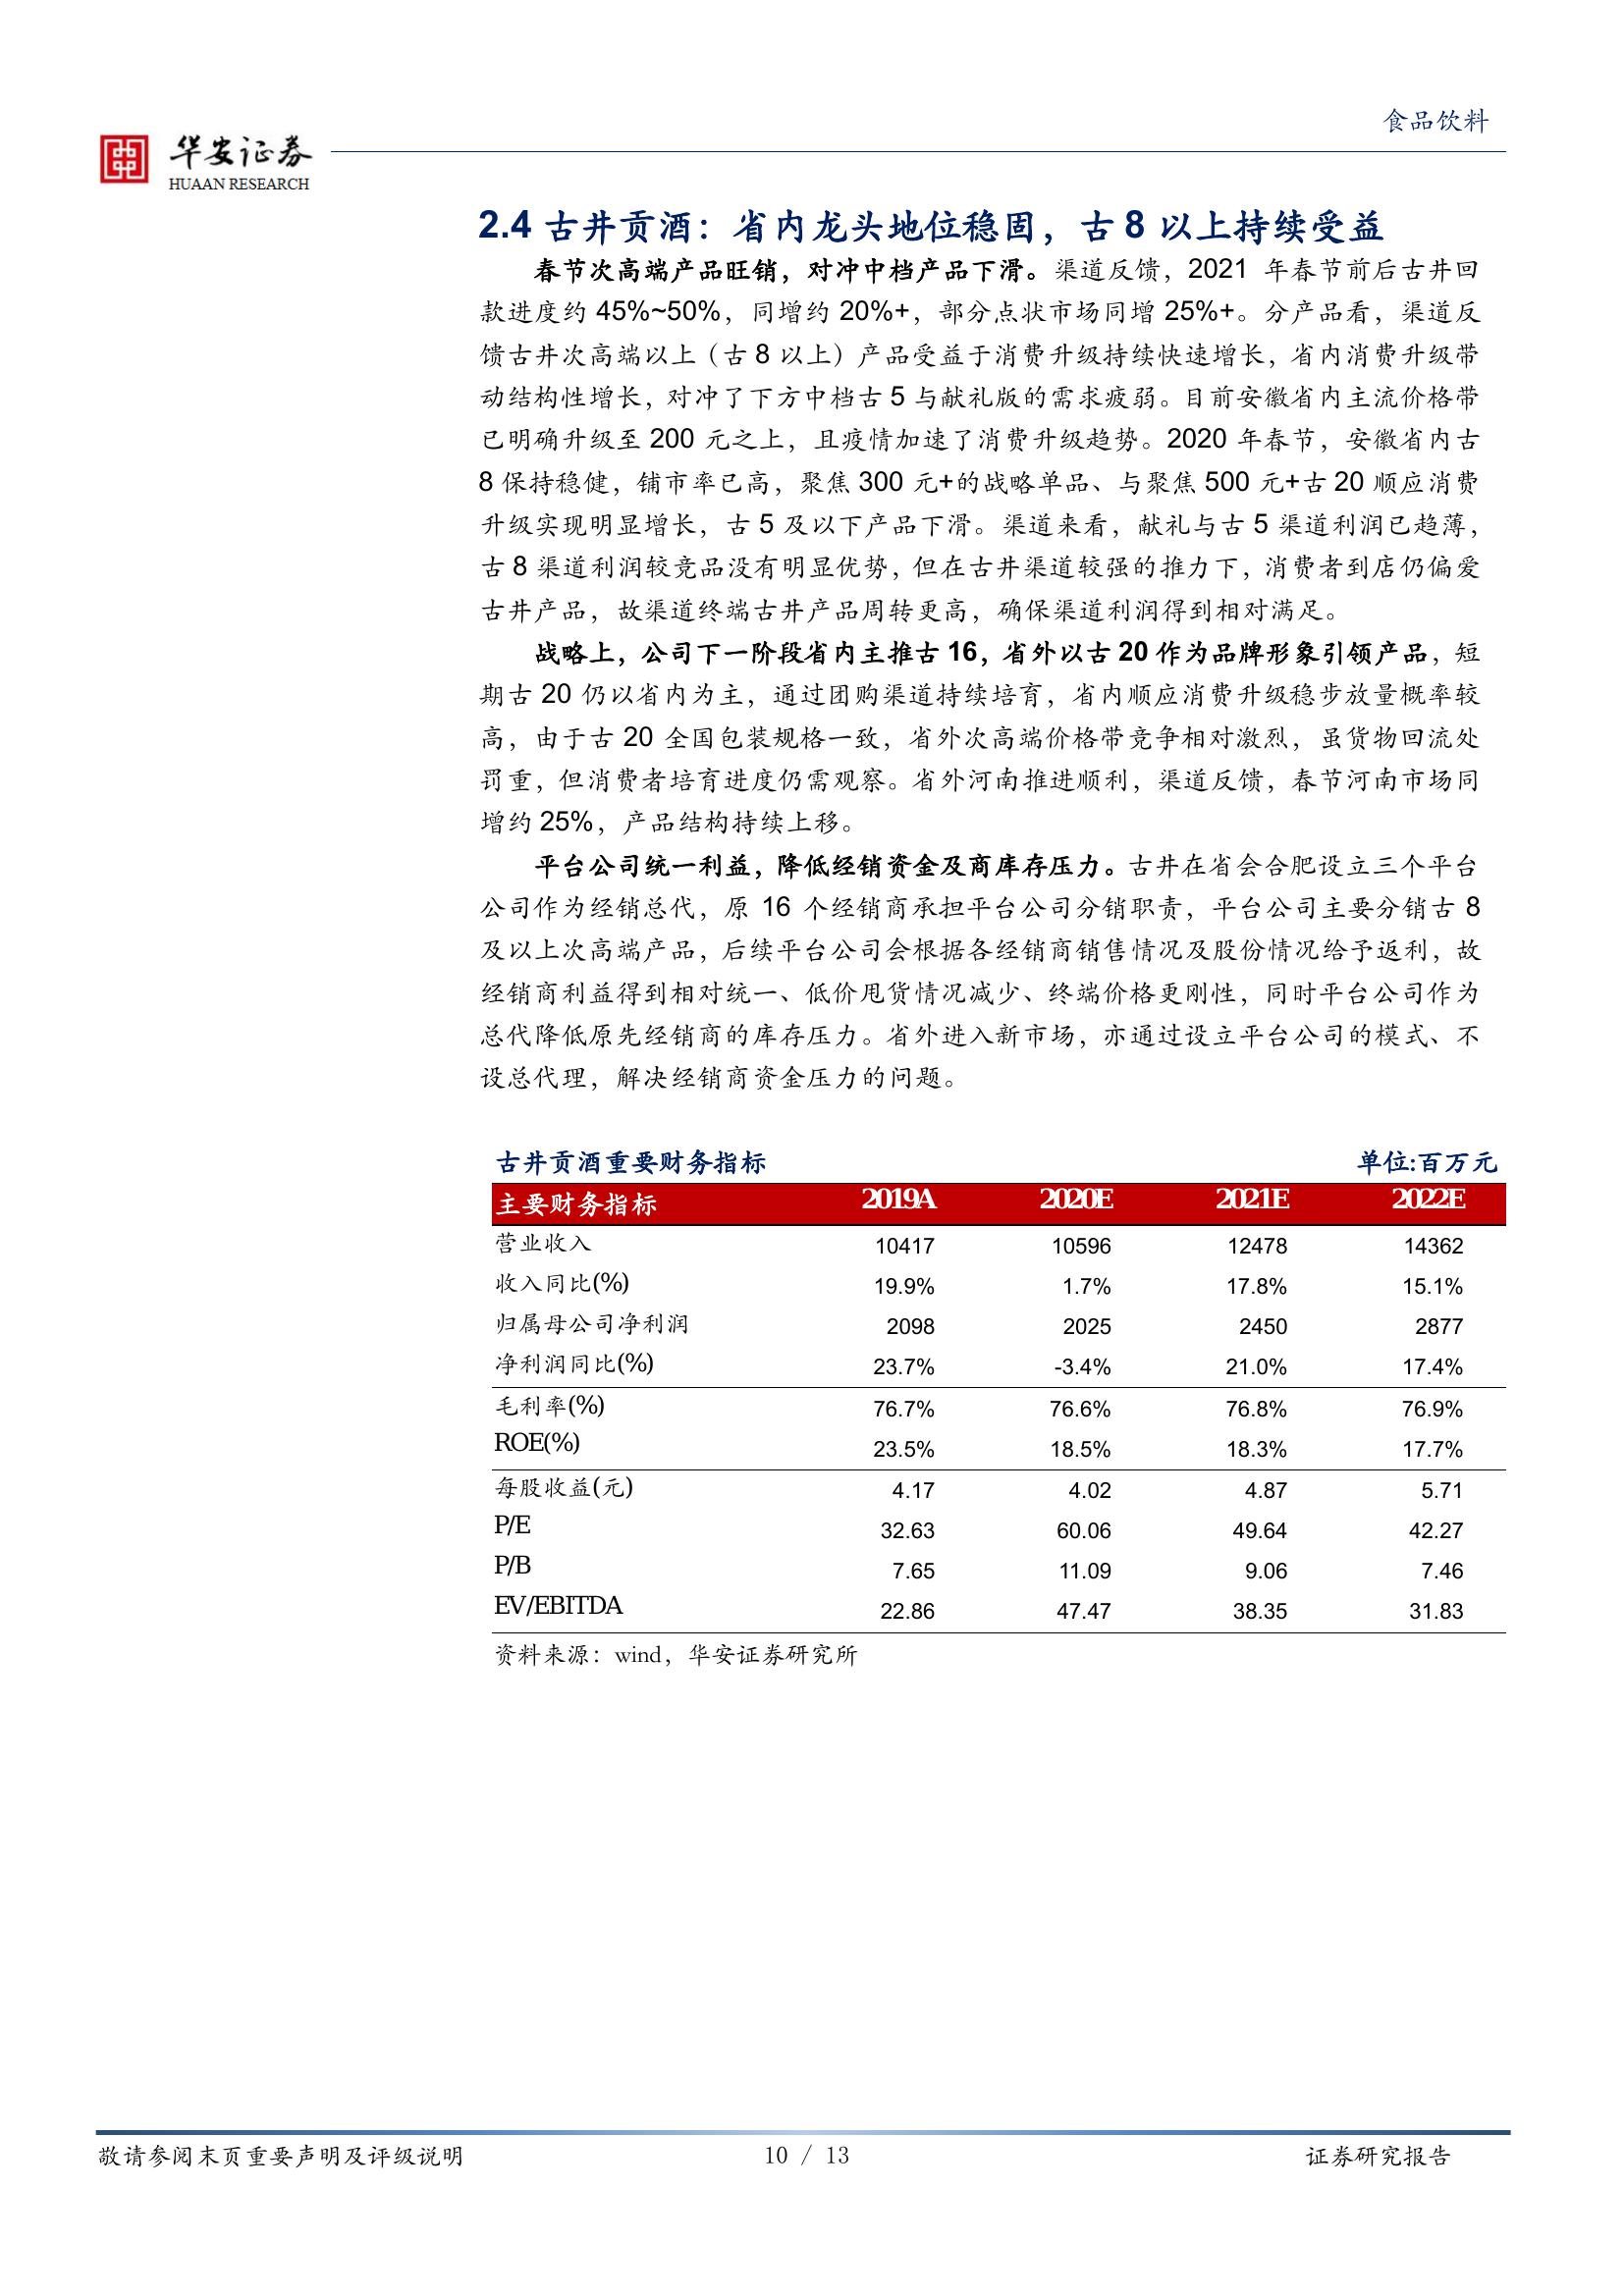 食品饮料
华安证券
HUAAN RESEARCH
2.4 古井贡酒：省内龙头地位稳固，古 8 以上持续受益
春节次高端产品旺销，对冲中档产品下滑。渠道反馈，2021 年春节前后古井回
款进度约 45%~50%，同增约 20%+，部分点状市场同增 25%+。分产品看，渠道反
馈古井次高端以上（古 8 以上）产品受益于消费升级持续快速增长，省内消费升级带
动结构性增长，对冲了下方中档古 5 与献礼版的需求疲弱。目前安徽省内主流价格带
已明确升级至 200 元之上，且疫情加速了消费升级趋势。2020 年春节，安徽省内古
8 保持稳健，铺市率已高，聚焦 300 元+的战略单品、与聚焦 500 元+古 20 顺应消费
升级实现明显增长，古 5 及以下产品下滑。渠道来看，献礼与古 5 渠道利润已趋薄，
古 8 渠道利润较竞品没有明显优势，但在古井渠道较强的推力下，消费者到店仍偏爱
古井产品，故渠道终端古井产品周转更高，确保渠道利润得到相对满足。
战略上，公司下一阶段省内主推古 16，省外以古 20 作为品牌形象引领产品，短
期古 20 仍以省内为主，通过团购渠道持续培育，省内顺应消费升级稳步放量概率较
高，由于古 20 全国包装规格一致，省外次高端价格带竞争相对激烈，虽货物回流处
罚重，但消费者培育进度仍需观察。省外河南推进顺利，渠道反馈，春节河南市场同
增约 25%，产品结构持续上移。
平台公司统一利益，降低经销资金及商库存压力。古井在省会合肥设立三个平台
公司作为经销总代，原 16 个经销商承担平台公司分销职责，平台公司主要分销古 8
及以上次高端产品，后续平台公司会根据各经销商销售情况及股份情况给予返利，故
经销商利益得到相对统一、低价甩货情况减少、终端价格更刚性，同时平台公司作为
总代降低原先经销商的库存压力。省外进入新市场，亦通过设立平台公司的模式、不
设总代理，解决经销商资金压力的问题。
古井贡酒重要财务指标 单位:百万元
主要财务指标 2019A 2020E 2021E 2022E
营业收入 10417 10596 12478 14362
收入同比(%) 19.9% 1.7% 17.8% 15.1%
归属母公司净利润 2098 2025 2450 2877
净利润同比(%) 23.7% -3.4% 21.0% 17.4%
毛利率(%) 76.7% 76.6% 76.8% 76.9%
ROE(%) 23.5% 18.5% 18.3% 17.7%
每股收益(元) 4.17 4.02 4.87 5.71
P/E 32.63 60.06 49.64 42.27
P/B 7.65 11.09 9.06 7.46
EV/EBITDA 22.86 47.47 38.35 31.83
资料来源：wind，华安证券研究所
敬请参阅末页重要声明及评级说明 10 / 13 证券研究报告